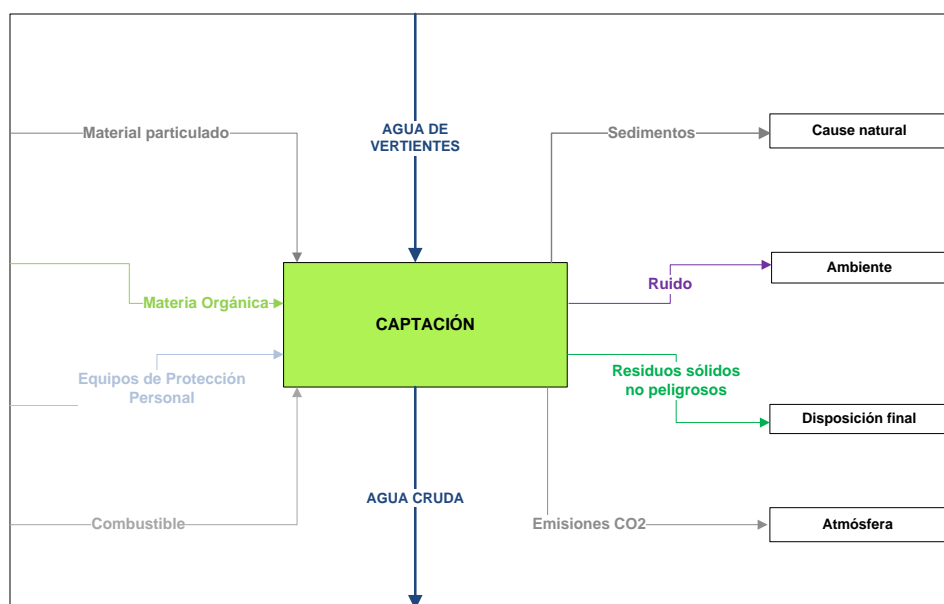 Material particulado
AGUA DE
VERTIENTES
Sedimentos
Cause natural
Materia Orgánica
CAPTACIÓN
Ruido
Ambiente
Equipos de Protección
Personal
Residuos sólidos
no peligrosos
Disposición final
Combustible
AGUA CRUDA
Emisiones CO2
Atmósfera